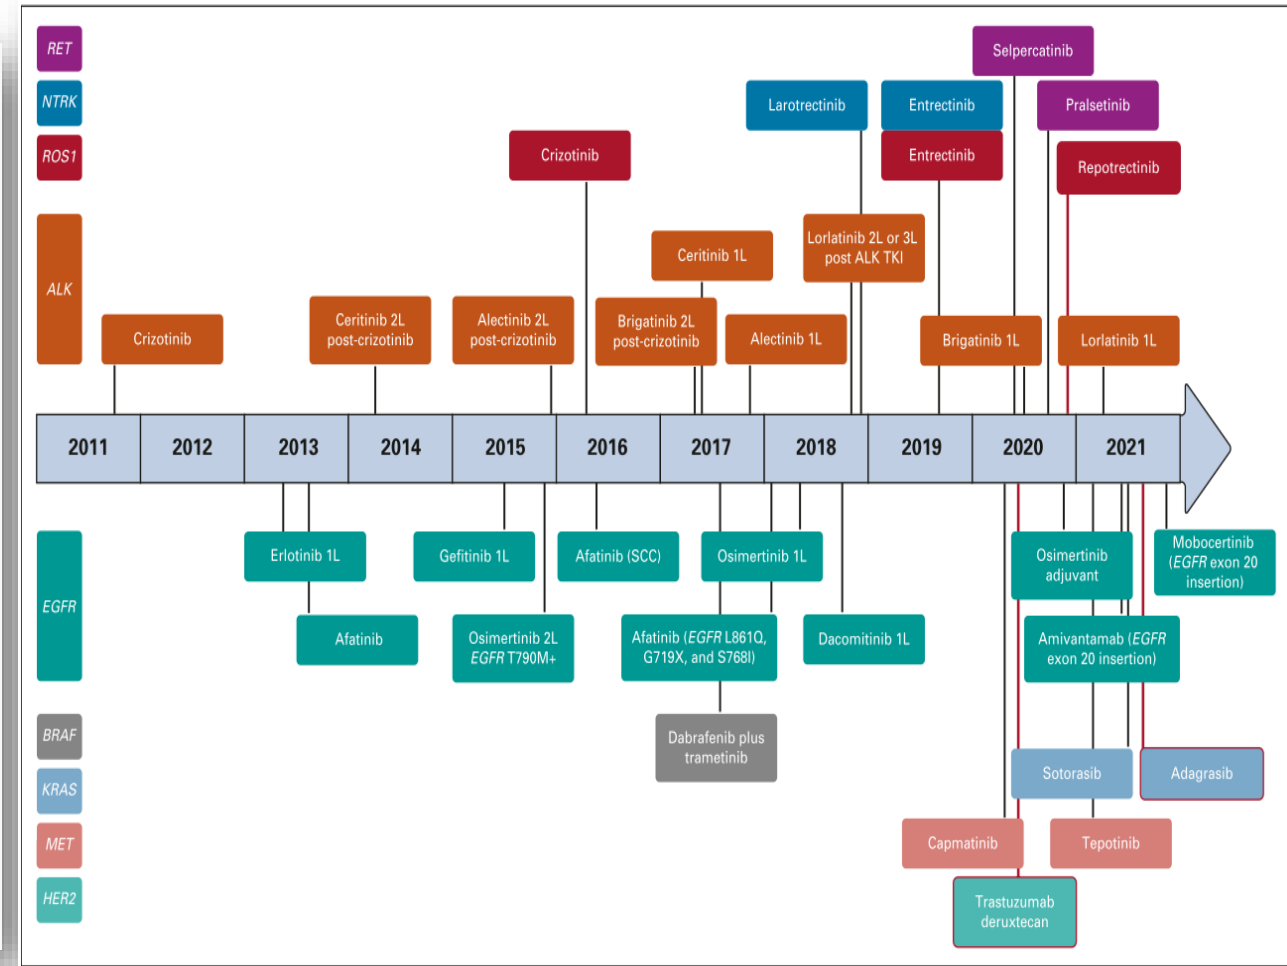 RET
Selpercatinib
NTRK
Larotrectinib
Entrectinib
Pralsetinib
ROS1
Crizotinib
Entrectinib
Repotrectinib
ALK
Crizotinib
Ceritinib 2L
post-crizotinib
Alectinib 2L
post-crizotinib
Brigatinib 2L
post-crizotinib
Ceritinib 1L
Alectinib 1L
Lorlatinib 2L or 3L
post ALK TKI
Brigatinib 1L
Lorlatinib 1L
2011 2012 2013 2014 2015 2016 2017 2018 2019 2020 2021
EGFR
Erlotinib 1L
Afatinib
Gefitinib 1L
Osimertinib 2L
EGFR T790M+
Afatinib (SCC)
Osimertinib 1L
Afatinib (EGFR L861Q,
G719X, and S768I)
Dacomitinib 1L
Osimertinib
adjuvant
Amivantamab (EGFR
exon 20 insertion)
Mobocertinib
(EGFR exon 20
insertion)
BRAF
Dabrafenib plus
trametinib
KRAS
Sotorasib
Adagrasib
MET
Capmatinib
Tepotinib
HER2
Trastuzumab
deruxtecan